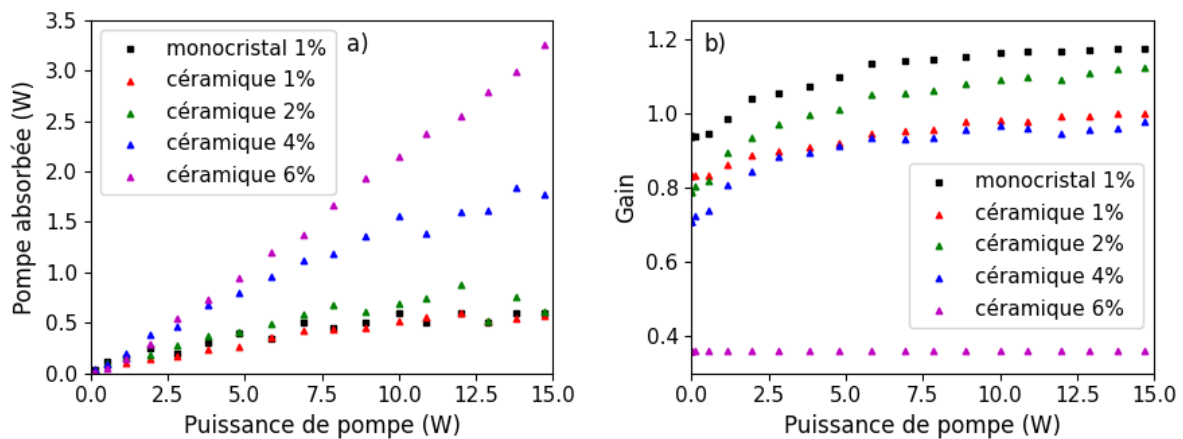 a)
Pompe absorbée (W)
3.5
3.0
2.5
2.0
1.5
1.0
0.5
0.0
monocristal 1%
céramique 1%
céramique 2%
céramique 4%
céramique 6%
0.0 2.5 5.0 7.5 10.0 12.5 15.0
Puissance de pompe (W)
b)
Gain
1.2
1.0
0.8
0.6
0.4
monocristal 1%
céramique 1%
céramique 2%
céramique 4%
céramique 6%
0.0 2.5 5.0 7.5 10.0 12.5 15.0
Puissance de pompe (W)